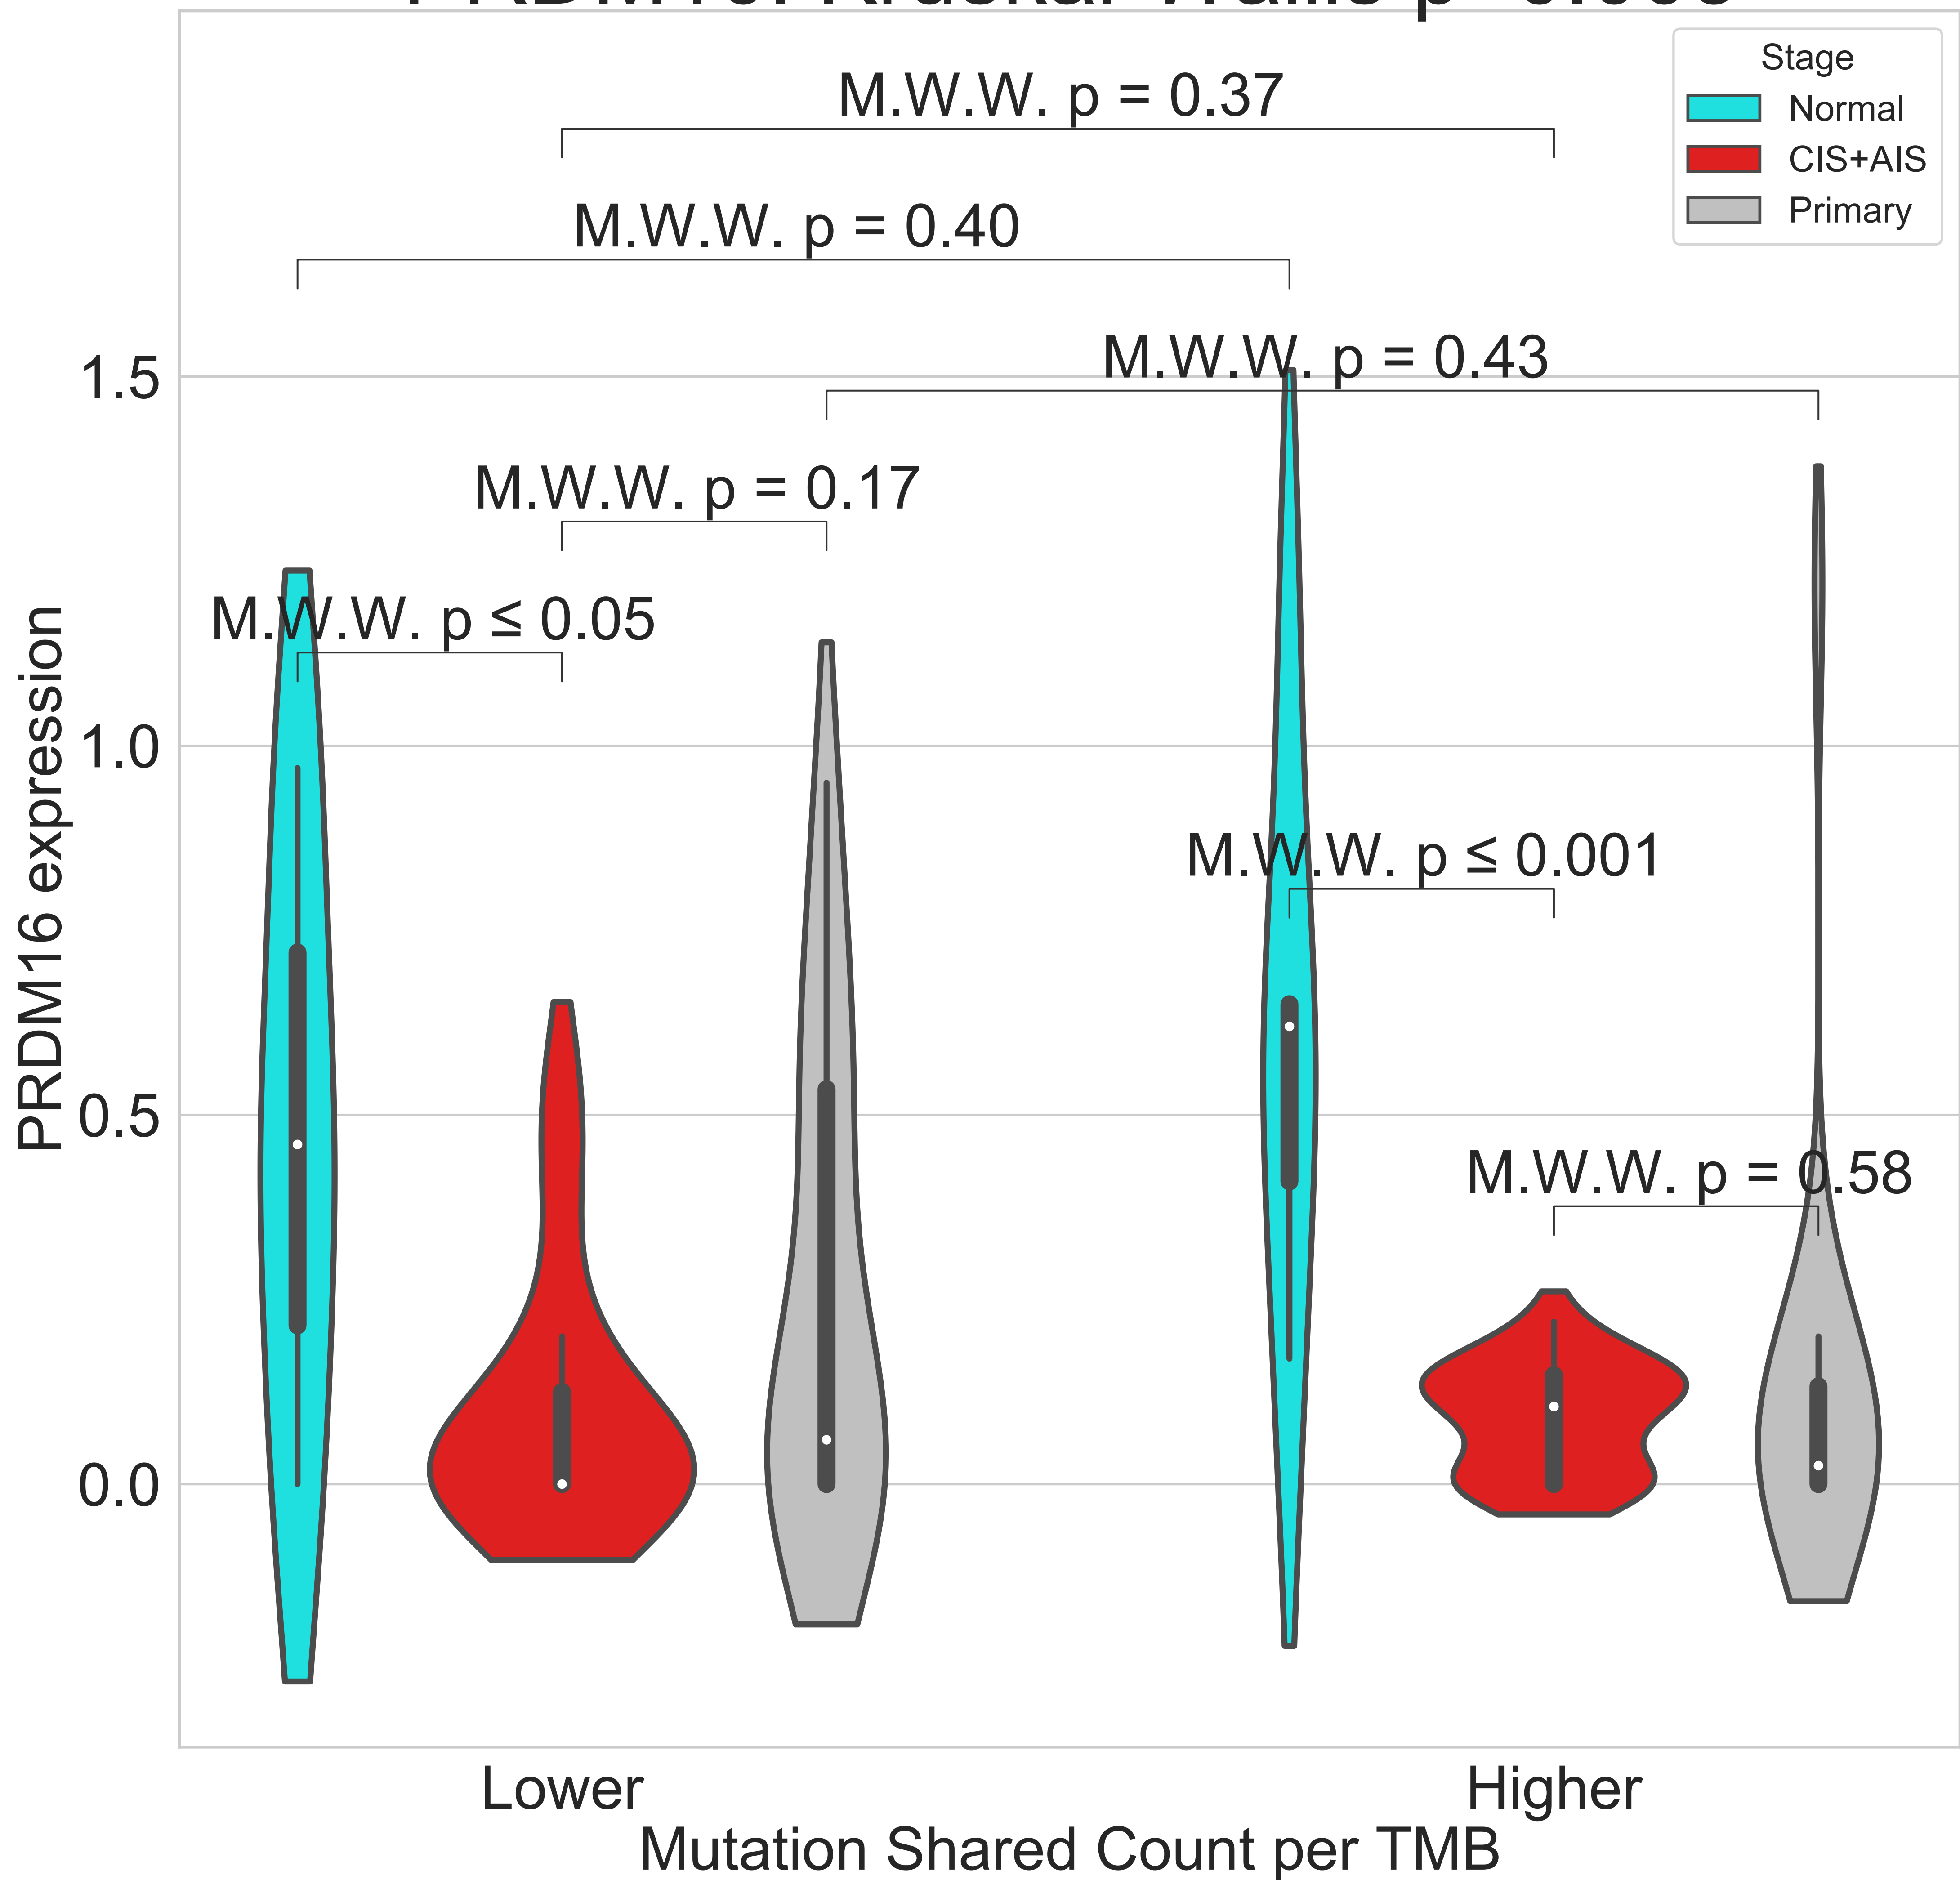 Stage
Normal
CIS+AIS
Primary
M.W.W. p = 0.37
M.W.W. p = 0.40
M.W.W. p = 0.43
M.W.W. p = 0.17
M.W.W. p ≤ 0.05
M.W.W. p ≤ 0.001
M.W.W. p = 0.58
PRDM16 expression
1.5
1.0
0.5
0.0
Lower
Higher
Mutation Shared Count per TMB